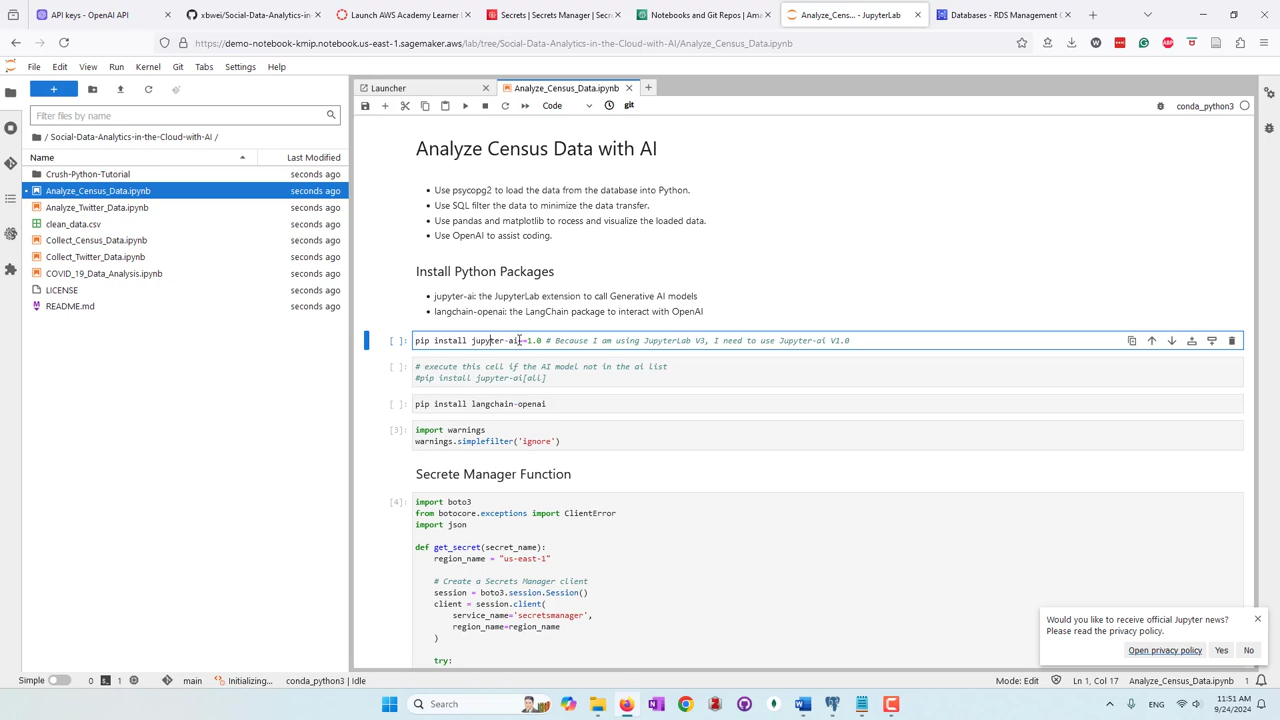 API keys - OpenAI API
xbwei/Social-Data-Analytics-in-
Launch AWS Academy Learner
Secrets | Secrets Manager | Sec
Notebooks and Git Repos | Am
Analyze_Cens... - JupyterLab
Databases - RDS Management
https://demo-notebook-kmip.notebook.us-east-1.sagemaker.aws/lab/tree/Social-Data-Analytics-in-the-Cloud-with-AI/Analyze_Census_Data.ipynb
File Edit View Run Kernel Git Tabs Settings Help
Launcher
Analyze_Census_Data.ipynb
Code
git
conda_python3
Filter files by name
/ Social-Data-Analytics-in-the-Cloud-with-AI /
Name Last Modified
Crush-Python-Tutorial seconds ago
Analyze_Census_Data.ipynb seconds ago
Analyze_Twitter_Data.ipynb seconds ago
clean_data.csv seconds ago
Collect_Census_Data.ipynb seconds ago
Collect_Twitter_Data.ipynb seconds ago
COVID_19_Data_Analysis.ipynb seconds ago
LICENSE seconds ago
README.md seconds ago
Analyze Census Data with AI
Use psycopg2 to load the data from the database into Python.
Use SQL filter the data to minimize the data transfer.
Use pandas and matplotlib to rocess and visualize the loaded data.
Use OpenAI to assist coding.
Install Python Packages
jupyter-ai: the JupyterLab extension to call Generative AI models
langchain-openai: the LangChain package to interact with OpenAI
[ ]: pip install jupyter-ai==1.0 # Because I am using JupyterLab V3, I need to use Jupyter-ai V1.0
[ ]: # execute this cell if the AI model not in the ai list
#pip install jupyter-ai[all]
[ ]: pip install langchain-openai
[3]: import warnings
warnings.simplefilter('ignore')
Secrete Manager Function
[4]: import boto3
from botocore.exceptions import ClientError
import json
def get_secret(secret_name):
region_name = "us-east-1"
# Create a Secrets Manager client
session = boto3.session.Session()
client = session.client(
service_name='secretsmanager',
region_name=region_name
)
try:
Would you like to receive official Jupyter news?
Please read the privacy policy.
Open privacy policy Yes No
Simple 0 1 main Initializing... conda_python3 | Idle Mode: Edit Ln 1, Col 17 Analyze_Census_Data.ipynb 1
Search
ENG
11:51 AM
9/24/2024